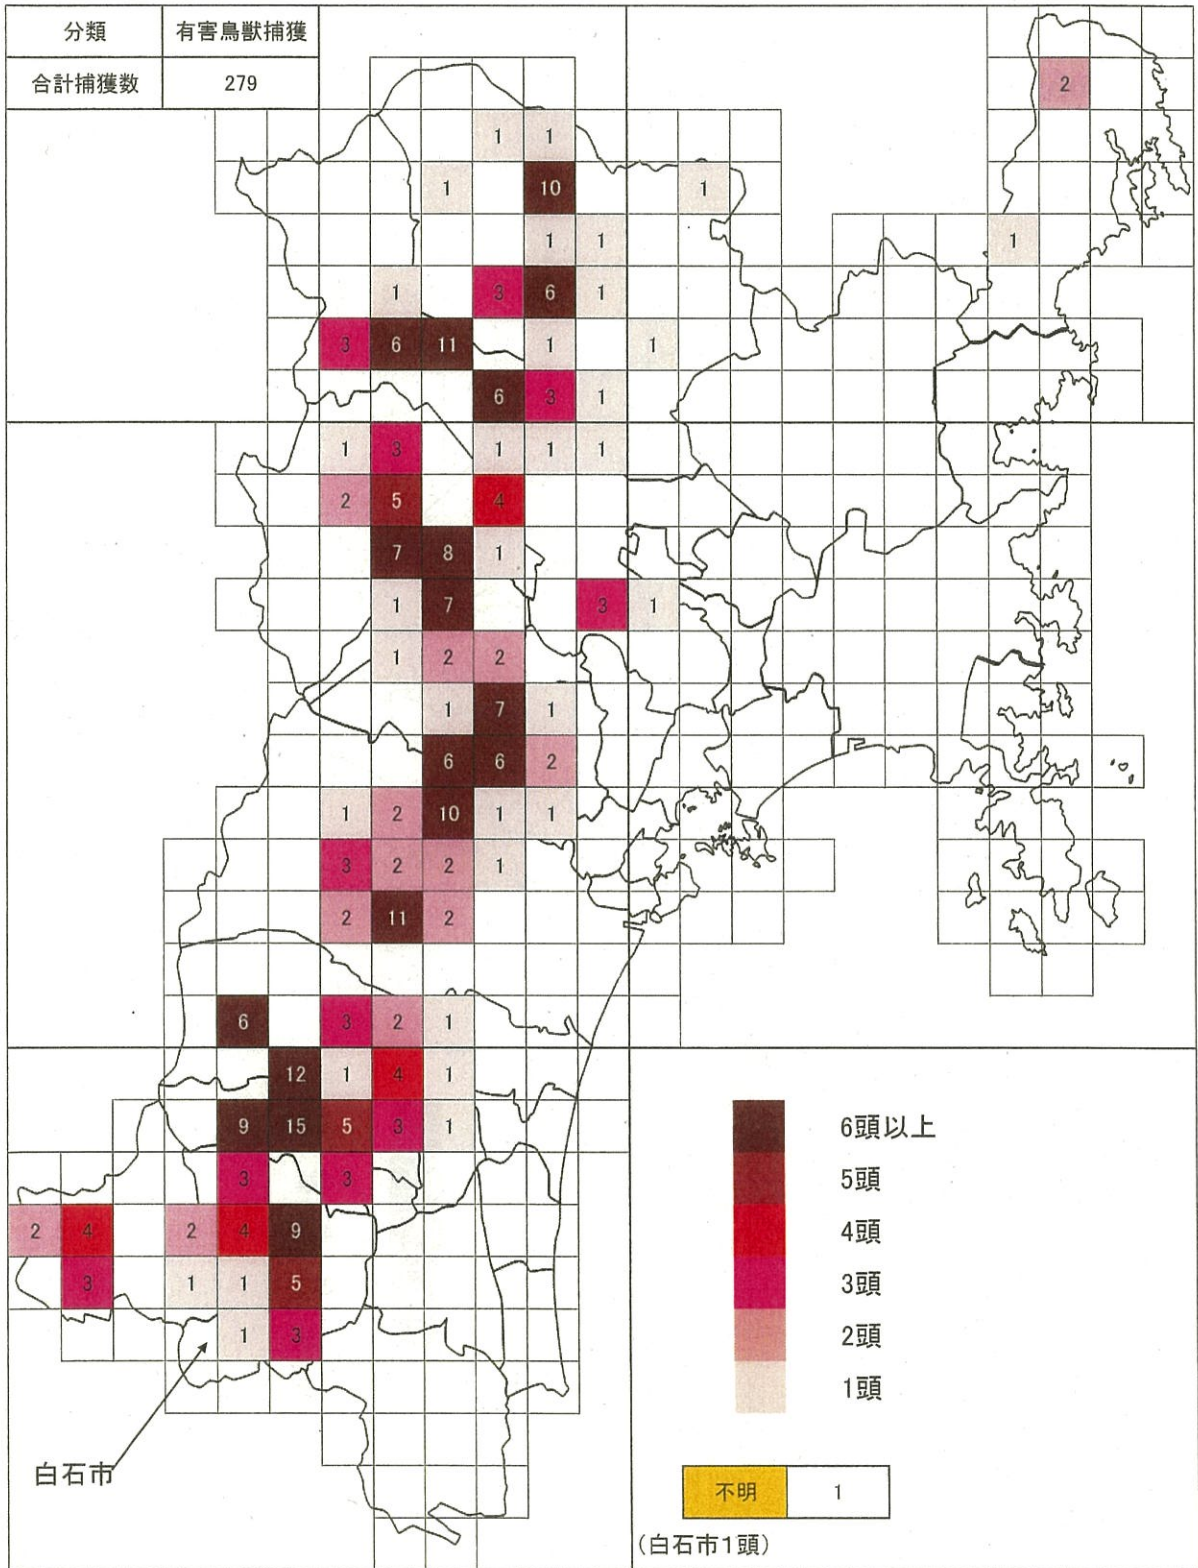 分類 有害鳥獣捕獲
合計捕獲数 279
2
1 1
1 10 1
1 1 1
1 3 6 1
3 6 11 1 1
6 3 1
1 3 1 1 1
2 5 4
7 8 1
1 7 3 1
1 2 2
1 7 1
6 6 2
1 2 10 1 1
3 2 2 1
2 11 2
6 3 2 1
12 1 4 1
9 15 5 3 1
3 3
2 4 2 4 9
3 1 1 5
1 3
6頭以上
5頭
4頭
3頭
2頭
1頭
白石市
不明 1
(白石市1頭)